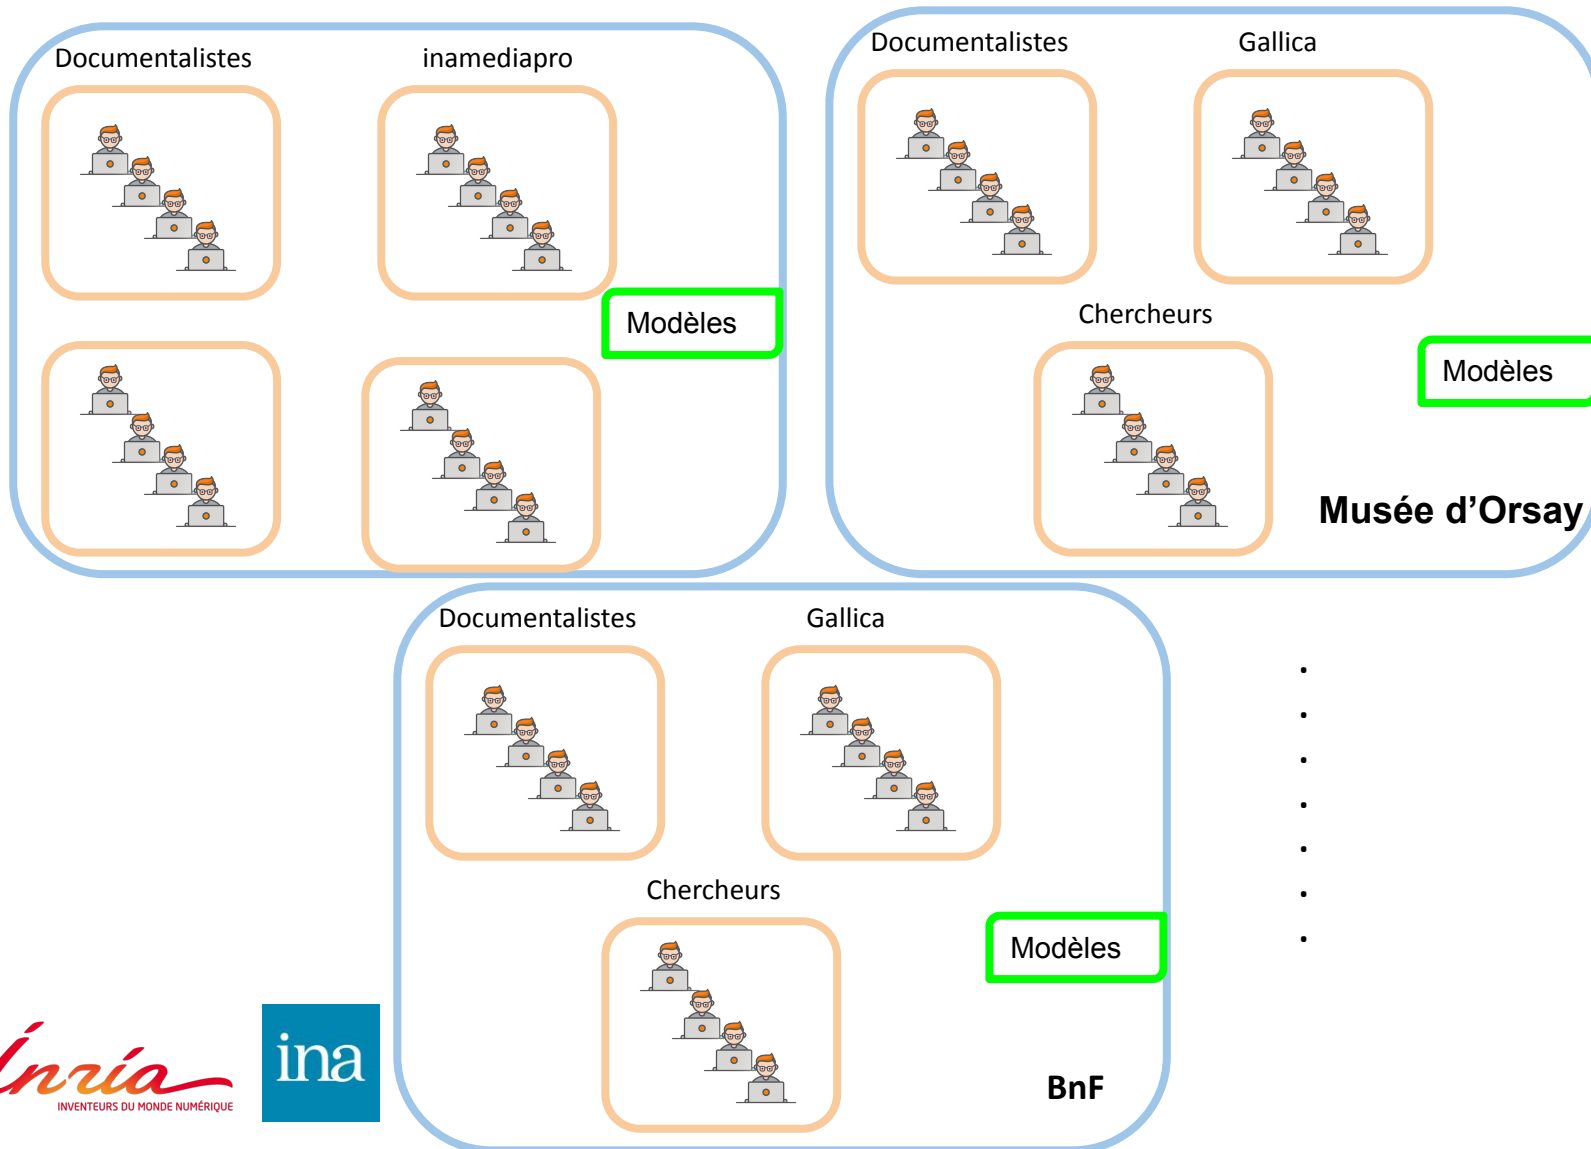 Documentalistes
inamediapro
Modèles
Documentalistes
Gallica
Chercheurs
Modèles
Musée d’Orsay
Documentalistes
Gallica
Chercheurs
Modèles
BnF
Inría
INVENTEURS DU MONDE NUMÉRIQUE
ina